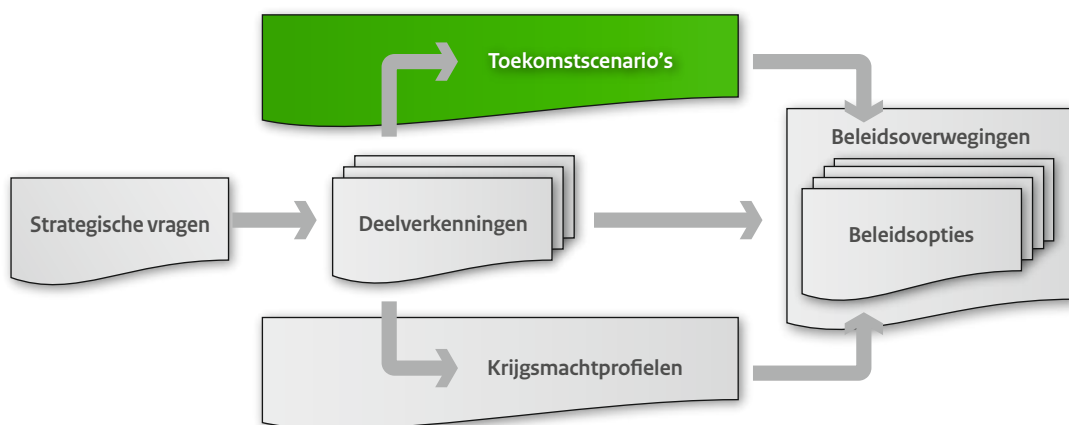 Toekomstscenario's
Beleidsoverwegingen
Strategische vragen
Deelverkenningen
Beleidsopties
Krijgsmachtprofielen